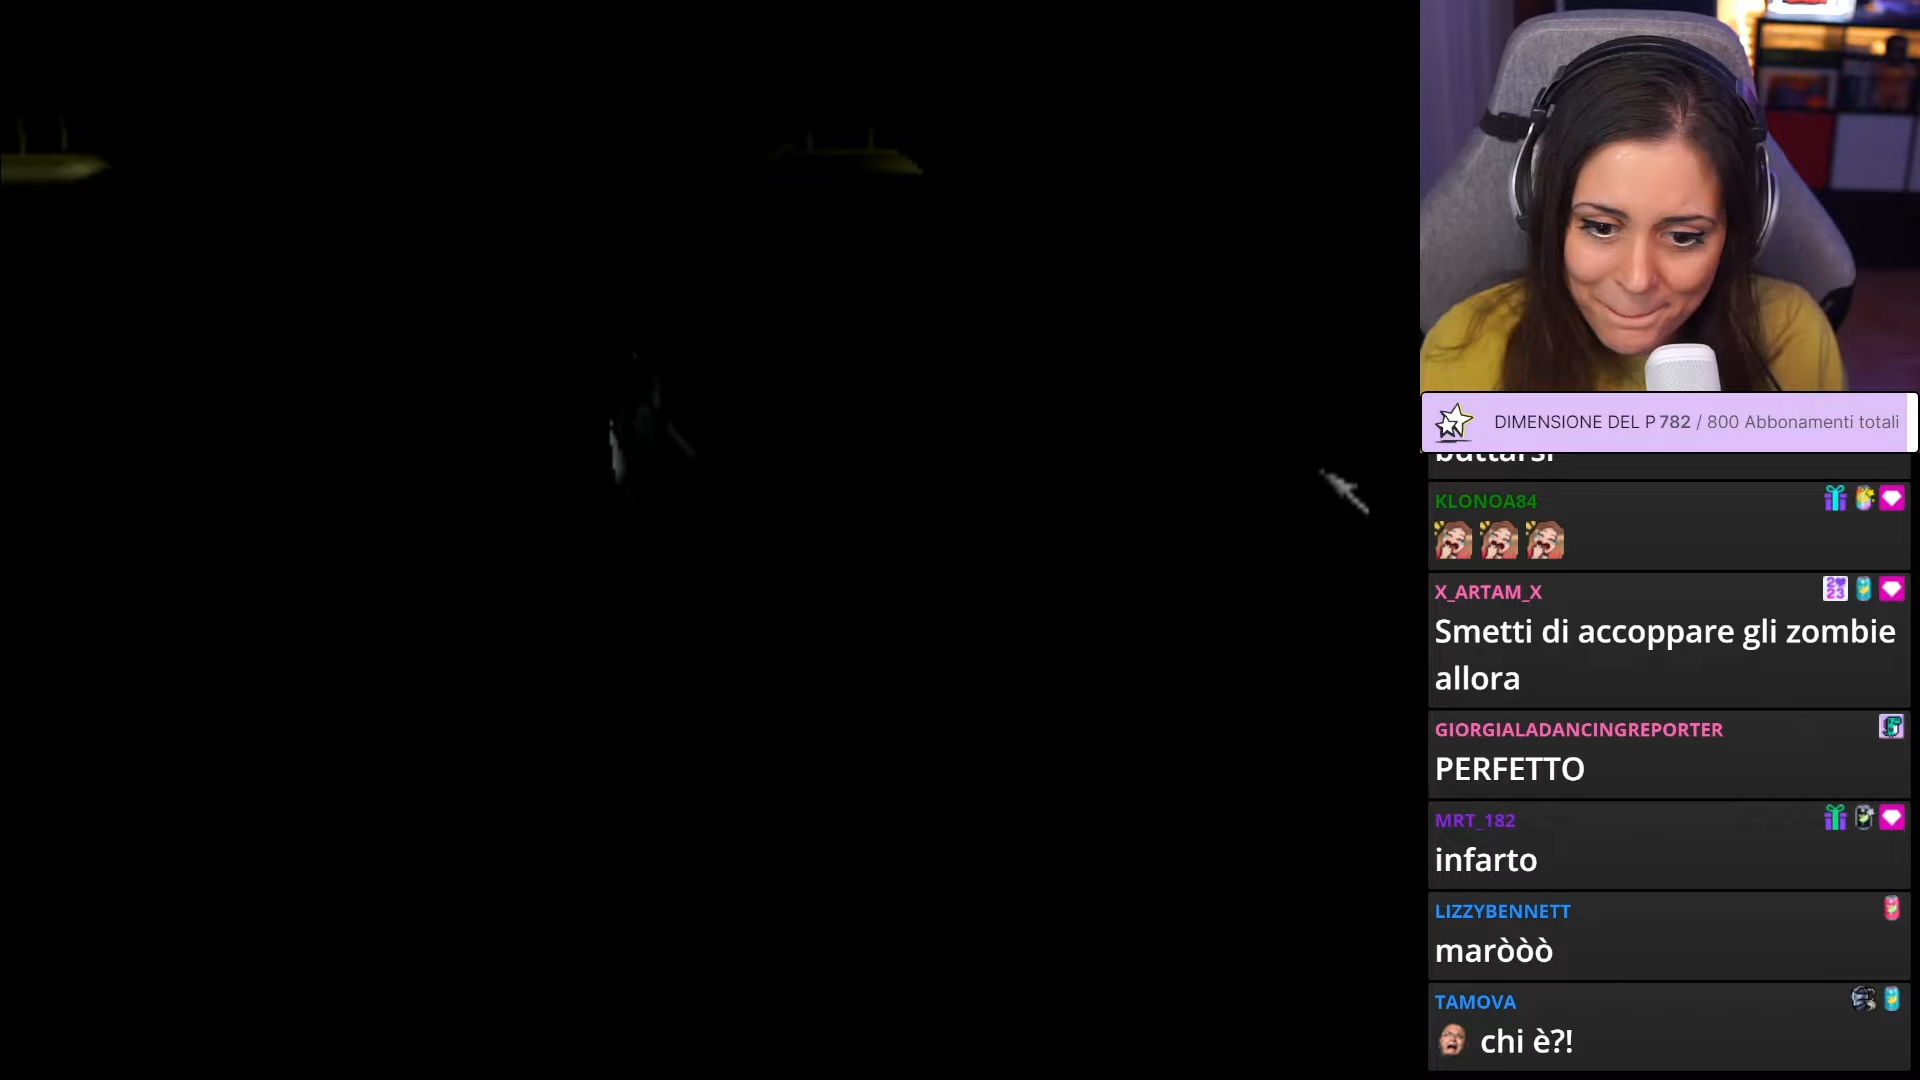 DIMENSIONE DEL P 782 / 800 Abbonamenti totali
buttarsi
KLONOA84
X_ARTAM_X
Smetti di accoppare gli zombie
allora
GIORGIALADANCINGREPORTER
PERFETTO
MRT_182
infarto
LIZZYBENNETT
maròòò
TAMOVA
chi è?!